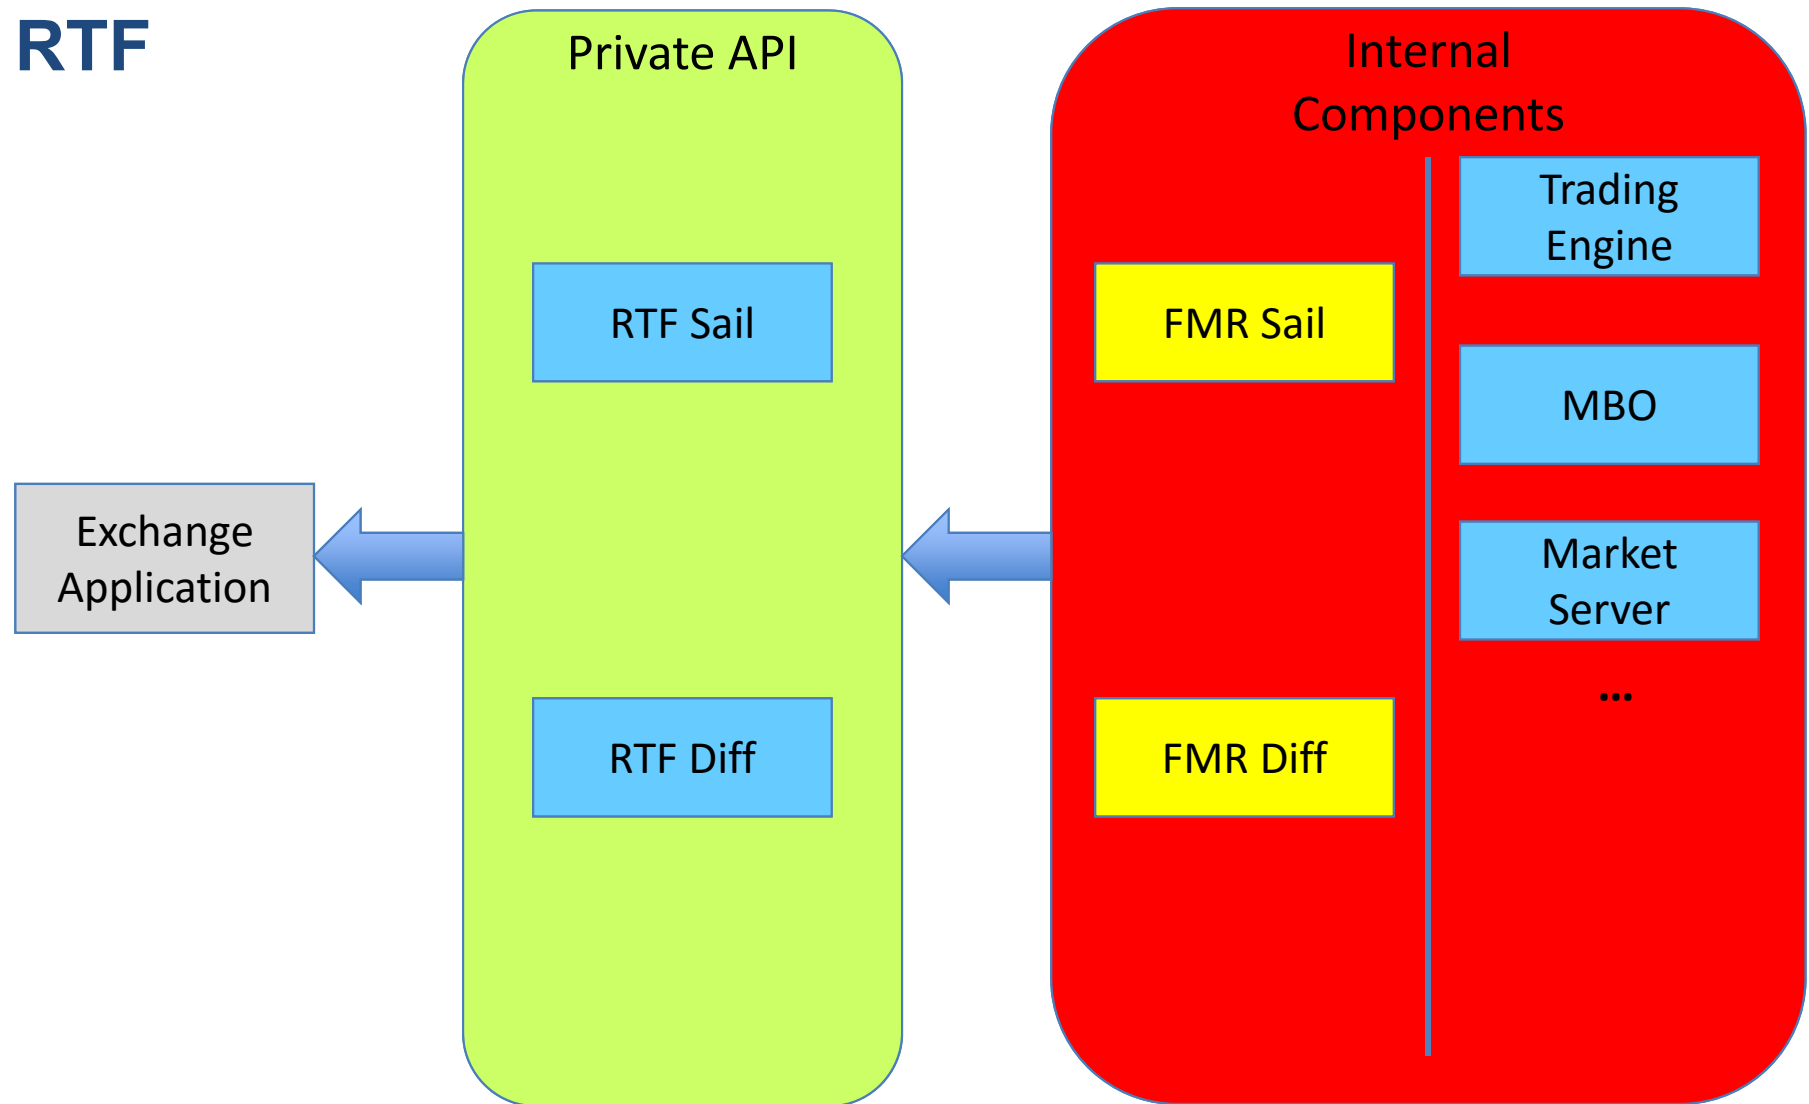 RTF
Private API
RTF Sail
RTF Diff
Exchange
Application
Internal
Components
FMR Sail
FMR Diff
Trading
Engine
MBO
Market
Server
...